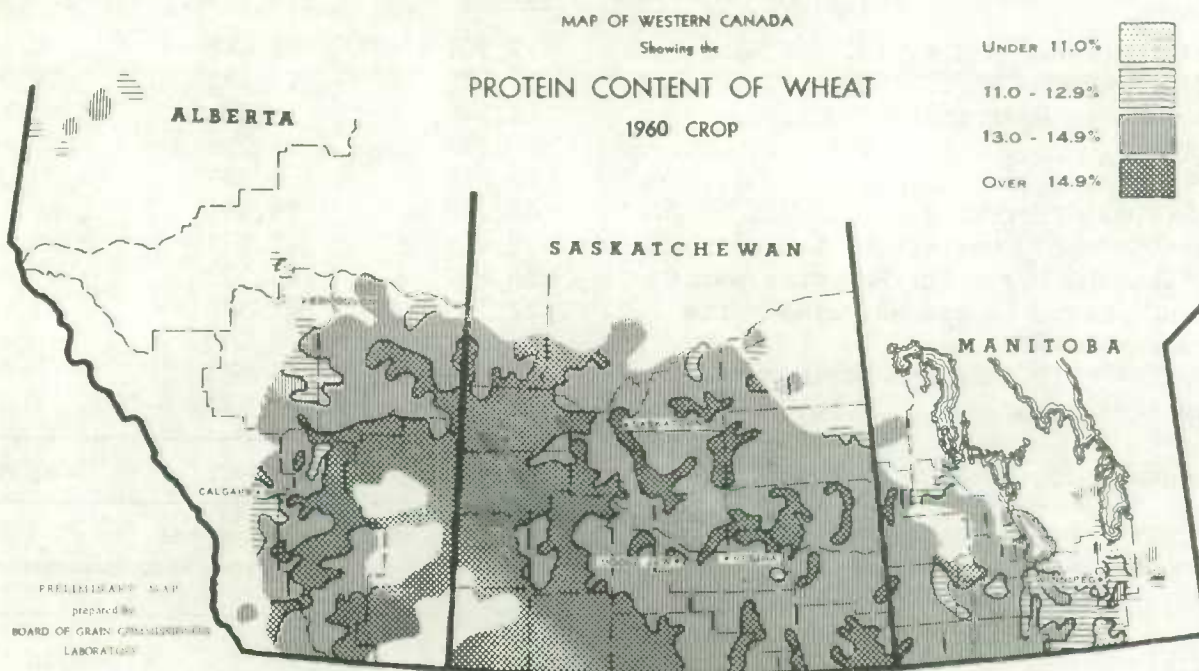 MAP OF WESTERN CANADA
Showing the
PROTEIN CONTENT OF WHEAT
1960 CROP
UNDER 11.0%
11.0 - 12.9%
13.0 - 14.9%
OVER 14.9%
ALBERTA
SASKATCHEWAN
MANITOBA
SASKATOON
CALGARY
REGINA
WINNIPEG
PRELIMINARY MAP
prepared by
BOARD OF GRAIN COMMISSIONERS
LABORATORY